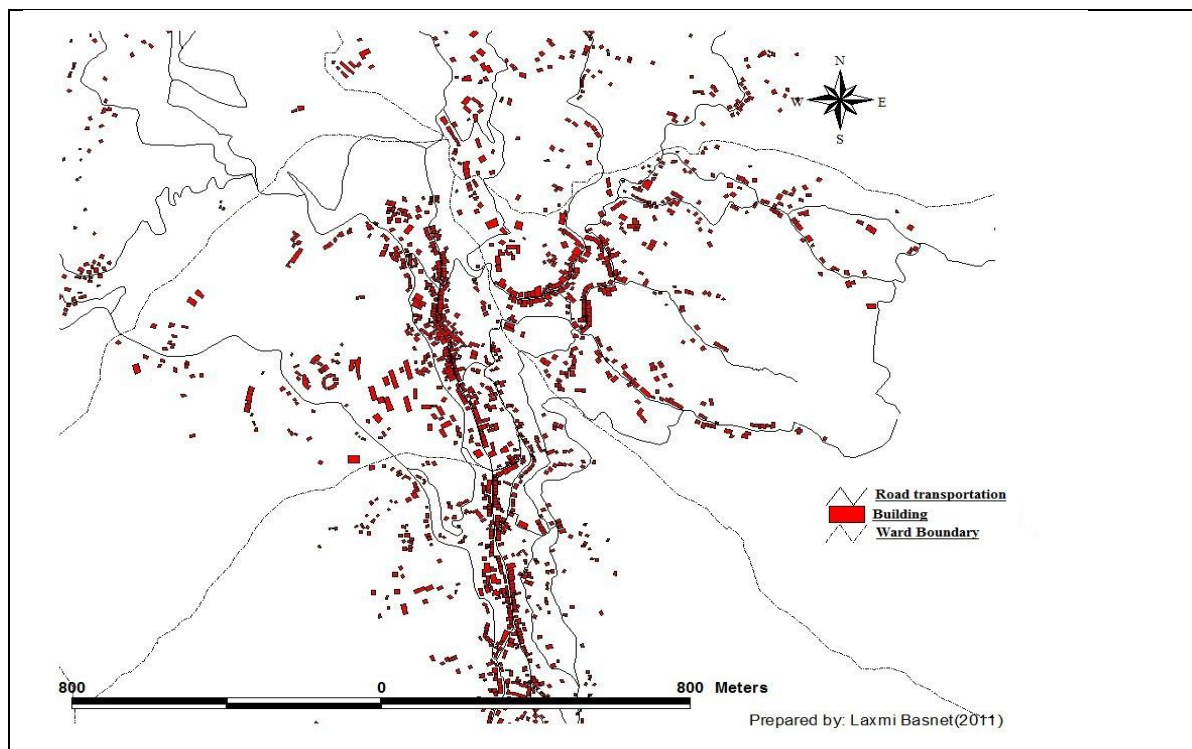 N
W E
S
Road transportation
Building
Ward Boundary
800 0 800 Meters
Prepared by: Laxmi Basnet(2011)